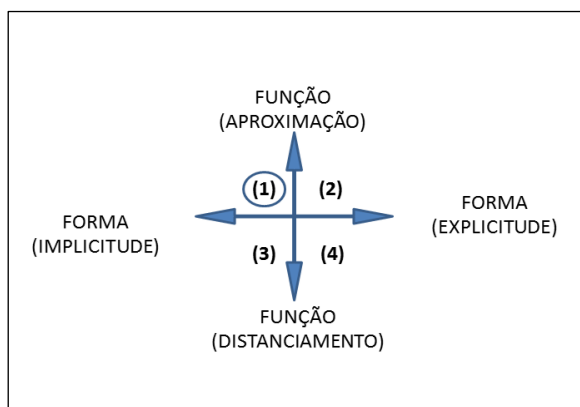 FUNÇÃO
(APROXIMAÇÃO)
(1) (2)
FORMA
(IMPLICITUDE)
FORMA
(EXPLICITUDE)
(3) (4)
FUNÇÃO
(DISTANCIAMENTO)